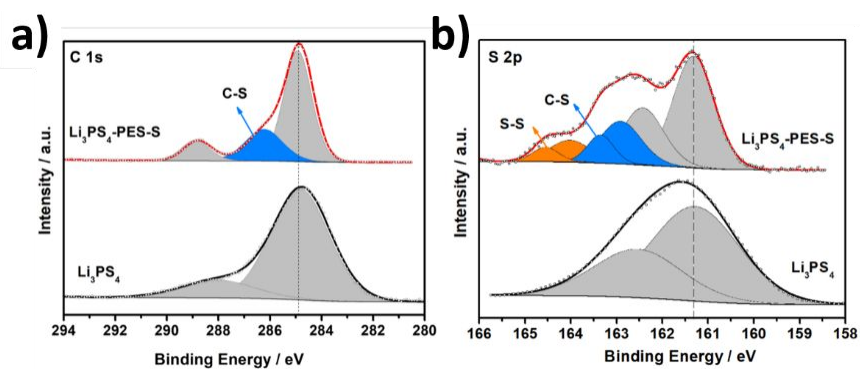 a)
C 1s
C-S
Li₃PS₄-PES-S
Li₃PS₄
Intensity / a.u.
294 292 290 288 286 284 282 280
Binding Energy / eV
b)
S 2p
C-S
S-S
Li₃PS₄-PES-S
Li₃PS₄
Intensity / a.u.
166 165 164 163 162 161 160 159 158
Binding Energy / eV